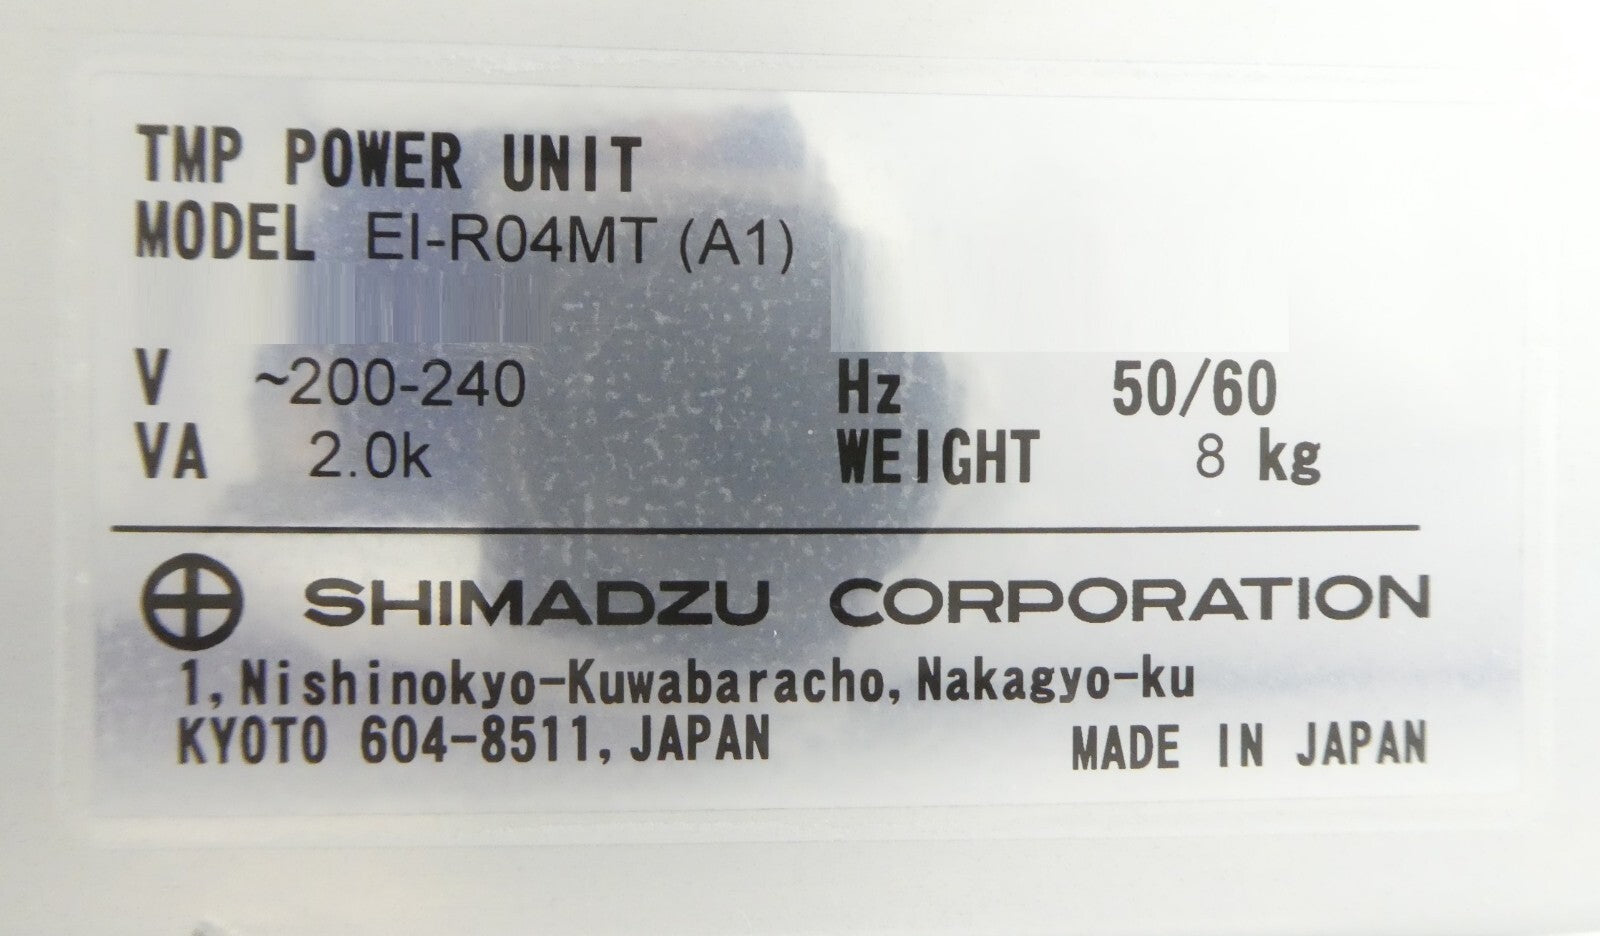 TMP POWER UNIT
MODEL EI-R04MT (A1)
V ~200-240 Hz 50/60
VA 2.0k WEIGHT 8 kg
SHIMADZU CORPORATION
1, Nishinokyo-Kuwabaracho, Nakagyo-ku
KYOTO 604-8511, JAPAN MADE IN JAPAN